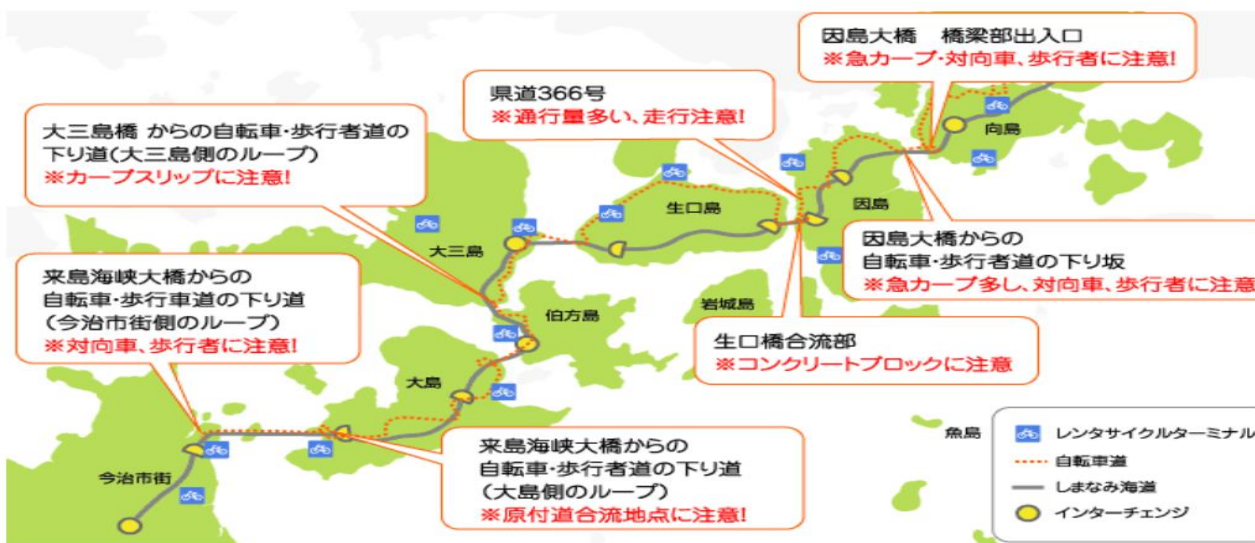 因島大橋　橋梁部出入口
※急カーブ・対向車、歩行者に注意!
県道366号
※通行量多い、走行注意!
大三島橋 からの自転車・歩行者道の
下り道(大三島側のループ)
※カーブスリップに注意!
向島
因島
生口島
大三島
因島大橋からの
自転車・歩行者道の下り坂
※急カーブ多し、対向車、歩行者に注意
来島海峡大橋からの
自転車・歩行車道の下り道
(今治市街側のループ)
※対向車、歩行者に注意!
岩城島
伯方島
生口橋合流部
※コンクリートブロックに注意
大島
来島海峡大橋からの
自転車・歩行者道の下り道
(大島側のループ)
※原付道合流地点に注意!
今治市街
魚島
レンタサイクルターミナル
自転車道
しまなみ海道
インターチェンジ